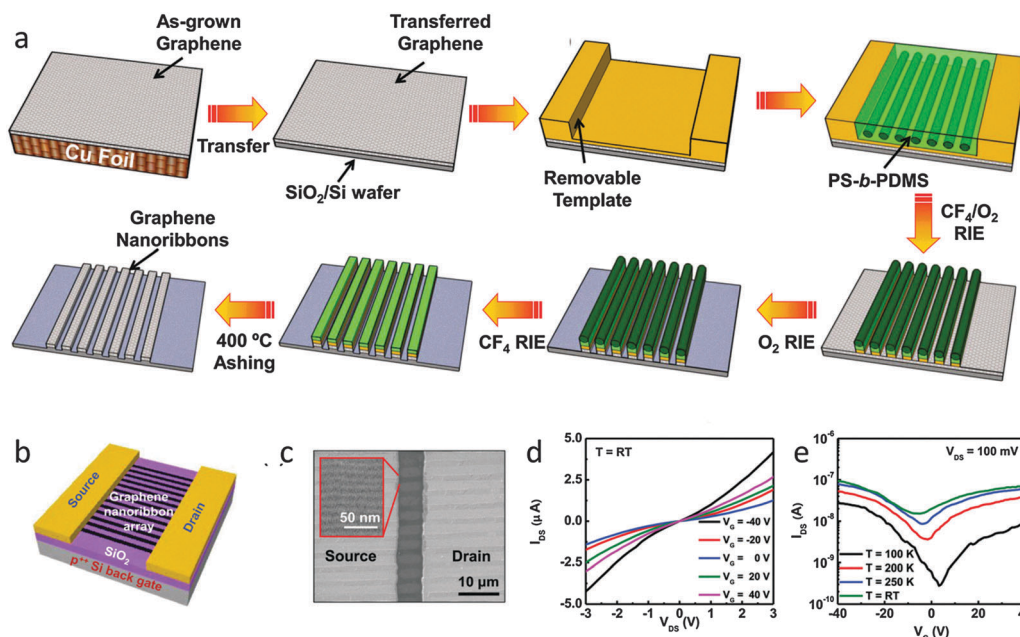 a
As-grown
Graphene
Cu Foil
Transfer
Transferred
Graphene
SiO2/Si wafer
Removable
Template
PS-b-PDMS
CF4/O2
RIE
O2 RIE
CF4 RIE
400 ºC
Ashing
Graphene
Nanoribbons
b
Source
Graphene
nanoribbon
array
Drain
SiO2
p++ Si back gate
c
50 nm
Source
Drain
10 µm
d
T = RT
5.0
2.5
0.0
-2.5
-5.0
IDS (µ A)
VG = -40 V
VG = -20 V
VG = 0 V
VG = 20 V
VG = 40 V
-3 -2 -1 0 1 2 3
VDS (V)
e
VDS = 100 mV
10-6
10-7
10-8
10-9
10-10
IDS (A)
T = 100 K
T = 200 K
T = 250 K
T = RT
-40 -20 0 20